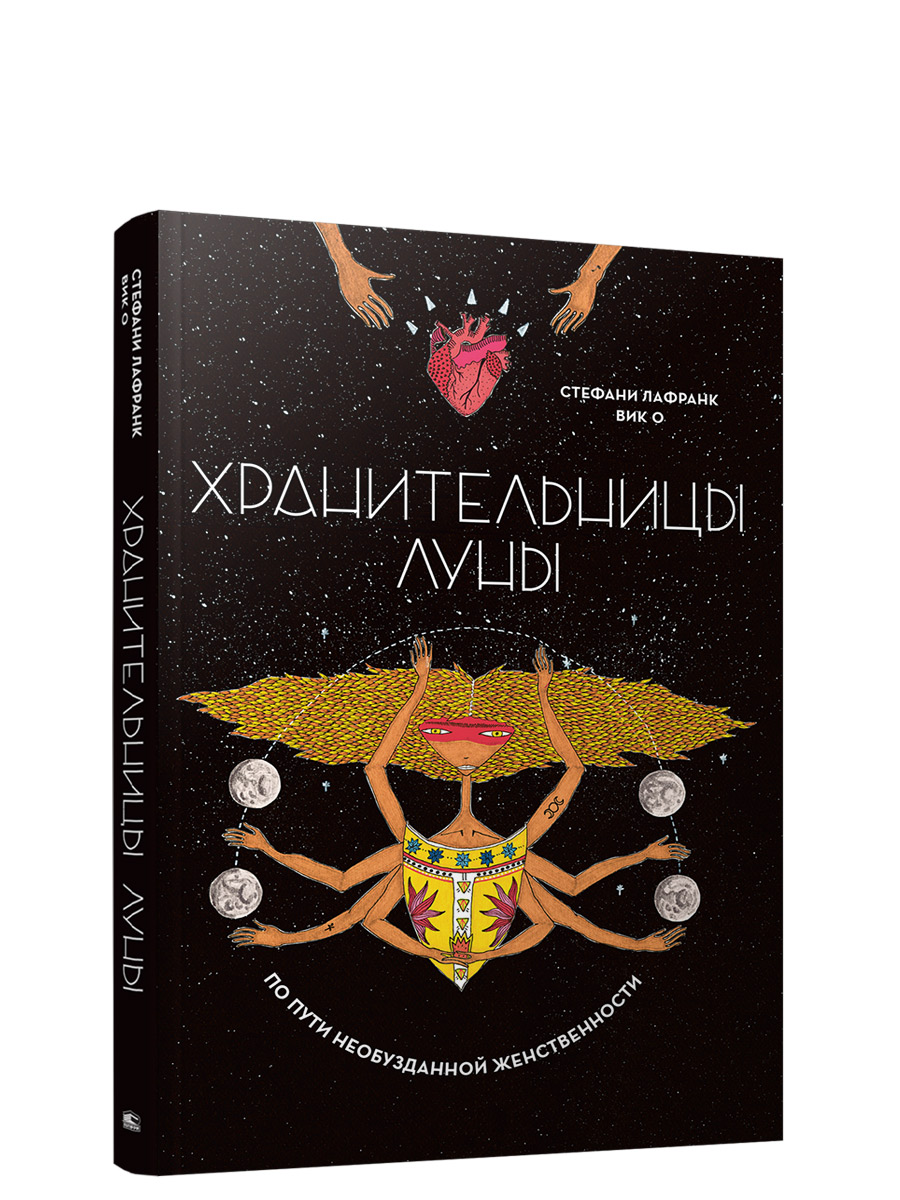 СТЕФАНИ ЛАФРАНК
ВИК О
ХРАНИТЕЛЬНИЦЫ
ЛУНЫ
ПО ПУТИ НЕОБУЗДАННОЙ ЖЕНСТВЕННОСТИ
СТЕФАНИ ЛАФРАНК
ВИК О
ХРАНИТЕЛЬНИЦЫ ЛУНЫ